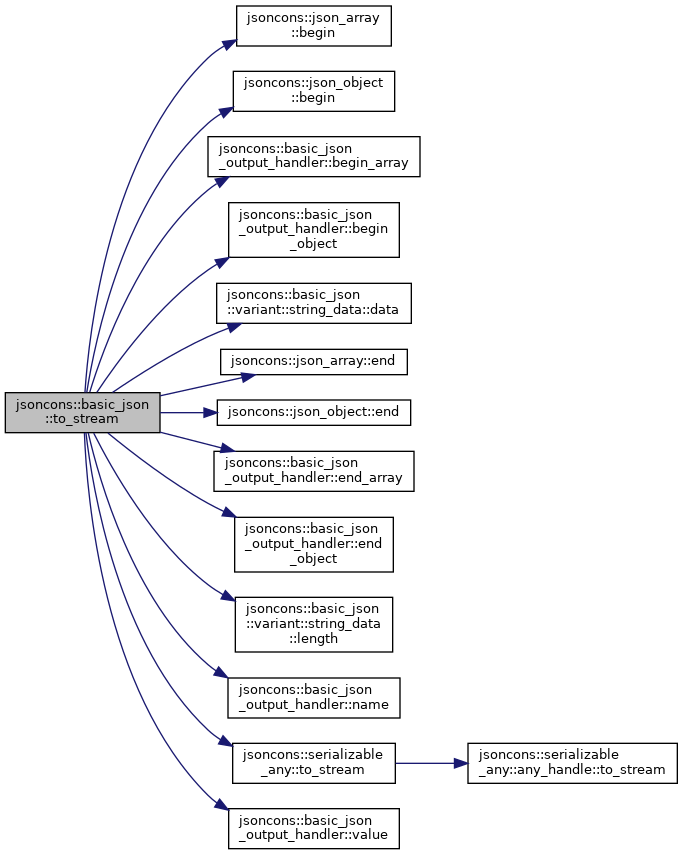 jsoncons::json_array
::begin
jsoncons::json_object
::begin
jsoncons::basic_json
_output_handler::begin_array
jsoncons::basic_json
_output_handler::begin
_object
jsoncons::basic_json
::variant::string_data::data
jsoncons::json_array::end
jsoncons::basic_json
::to_stream
jsoncons::json_object::end
jsoncons::basic_json
_output_handler::end_array
jsoncons::basic_json
_output_handler::end
_object
jsoncons::basic_json
::variant::string_data
::length
jsoncons::basic_json
_output_handler::name
jsoncons::serializable
_any::to_stream
jsoncons::serializable
_any::any_handle::to_stream
jsoncons::basic_json
_output_handler::value